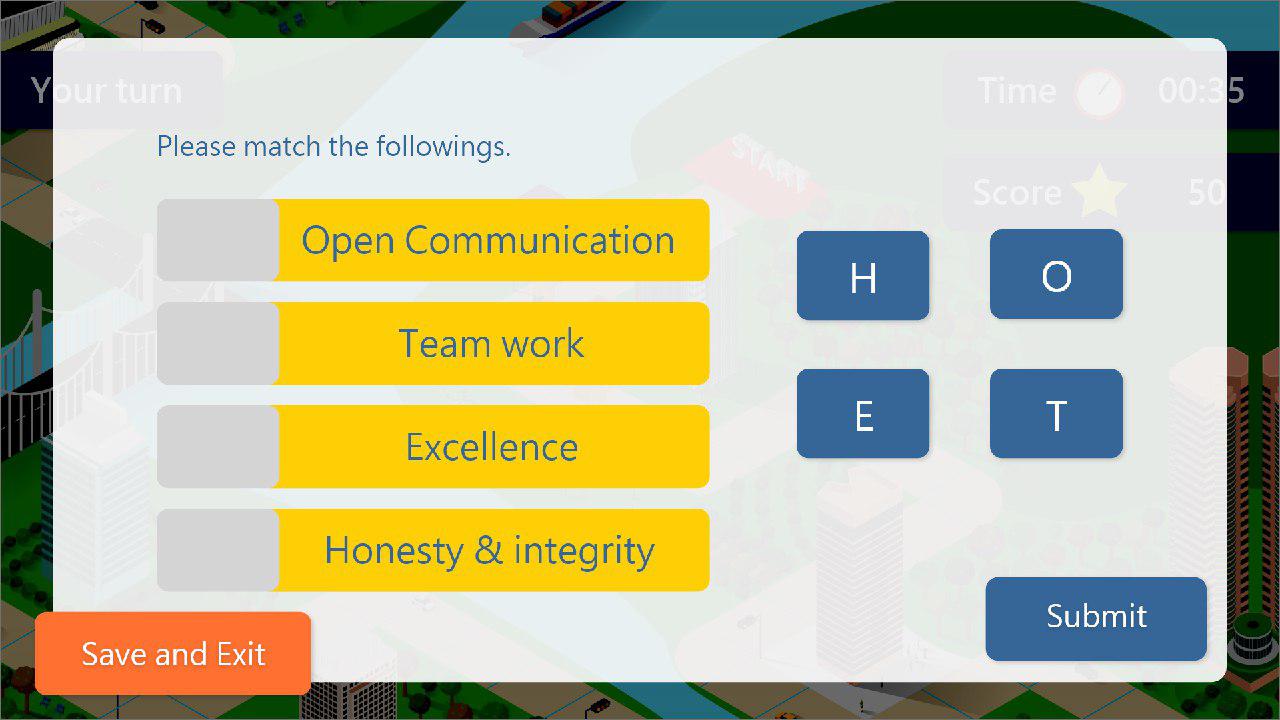 Your turn
Time 00:35
Please match the followings.
START
Score 50
Open Communication
H
O
Team work
E
T
Excellence
Honesty & integrity
Submit
Save and Exit